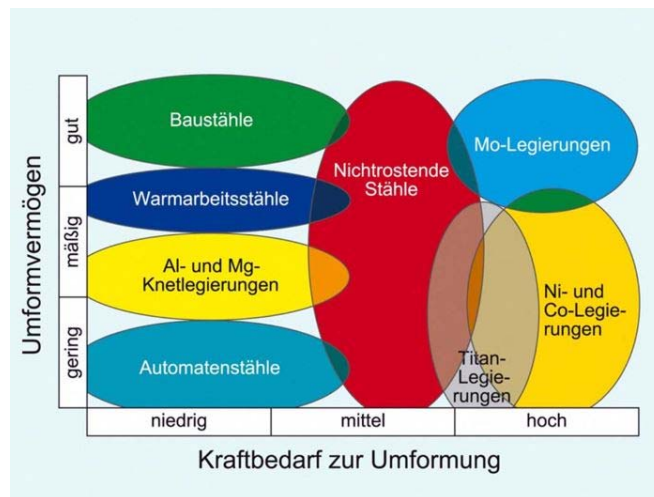 Umformvermögen
gut
mäßig
gering
Baustähle
Warmarbeitsstähle
Al- und Mg-
Knetlegierungen
Automatenstähle
Nichtrostende
Stähle
Mo-Legierungen
Ni- und
Co-Legie-
rungen
Titan-
Legie-
rungen
niedrig
mittel
hoch
Kraftbedarf zur Umformung